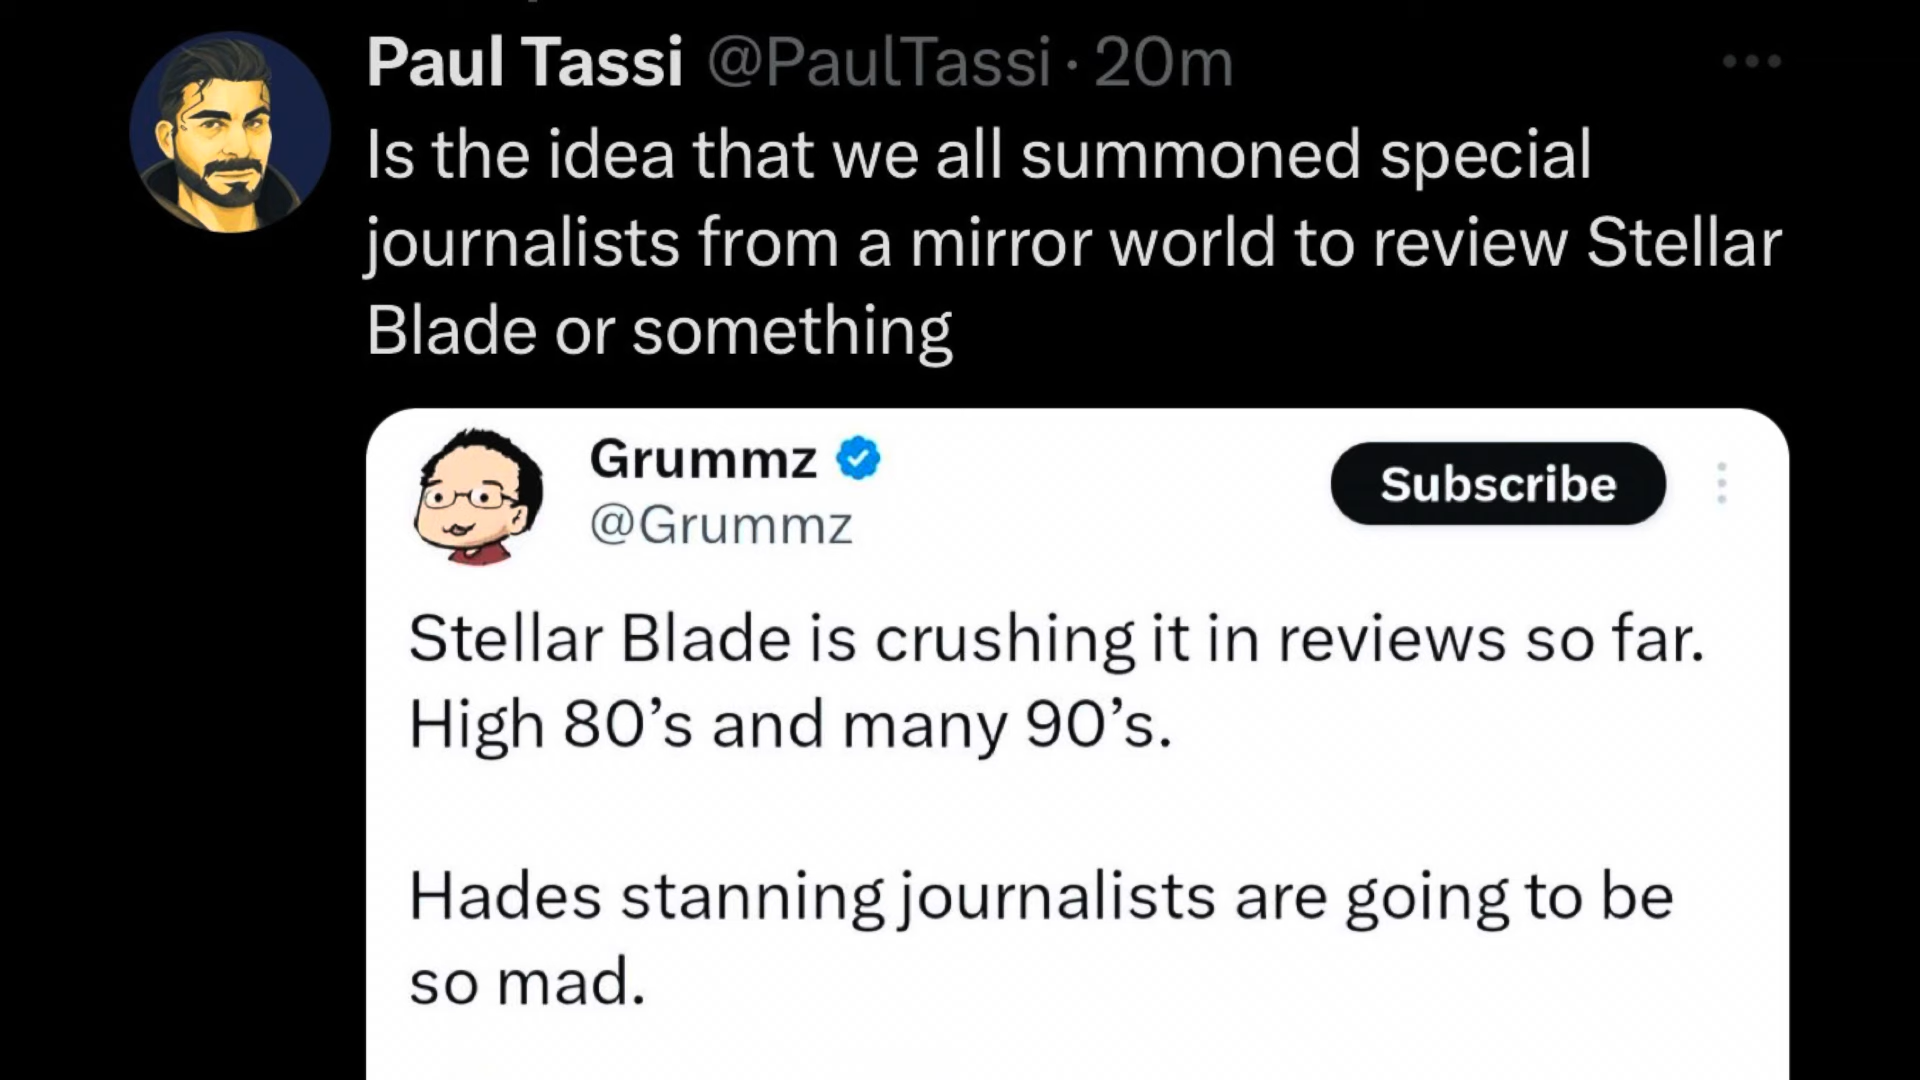 Paul Tassi @PaulTassi · 20m
Is the idea that we all summoned special
journalists from a mirror world to review Stellar
Blade or something
Grummz
@Grummz
Subscribe
Stellar Blade is crushing it in reviews so far.
High 80’s and many 90’s.
Hades stanning journalists are going to be
so mad.